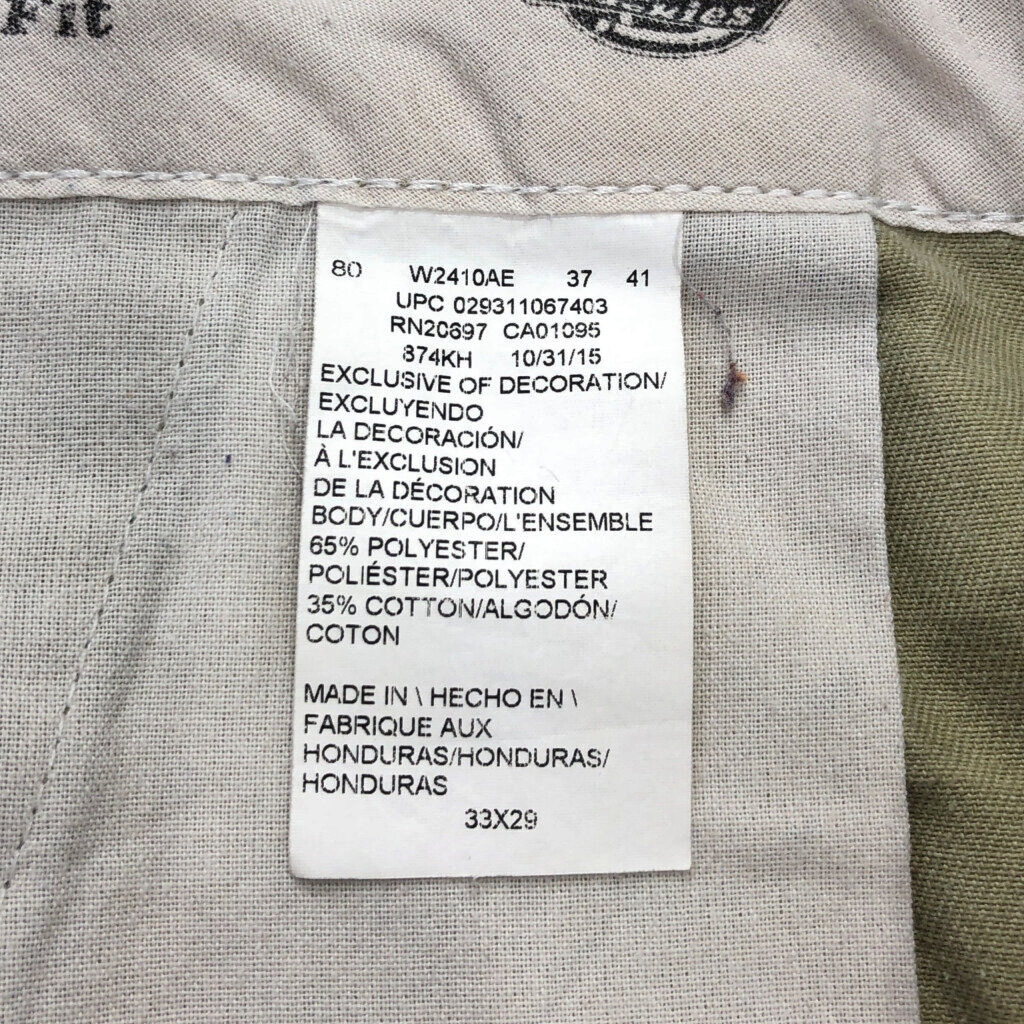 Fit
80 W2410AE 37 41
UPC 029311067403
RN20697 CA01095
874KH 10/31/15
EXCLUSIVE OF DECORATION/
EXCLUYENDO
LA DECORACIÓN/
À L'EXCLUSION
DE LA DÉCORATION
BODY/CUERPO/L'ENSEMBLE
65% POLYESTER/
POLIÉSTER/POLYESTER
35% COTTON/ALGODÓN/
COTON
MADE IN \ HECHO EN \
FABRIQUE AUX
HONDURAS/HONDURAS/
HONDURAS
33X29